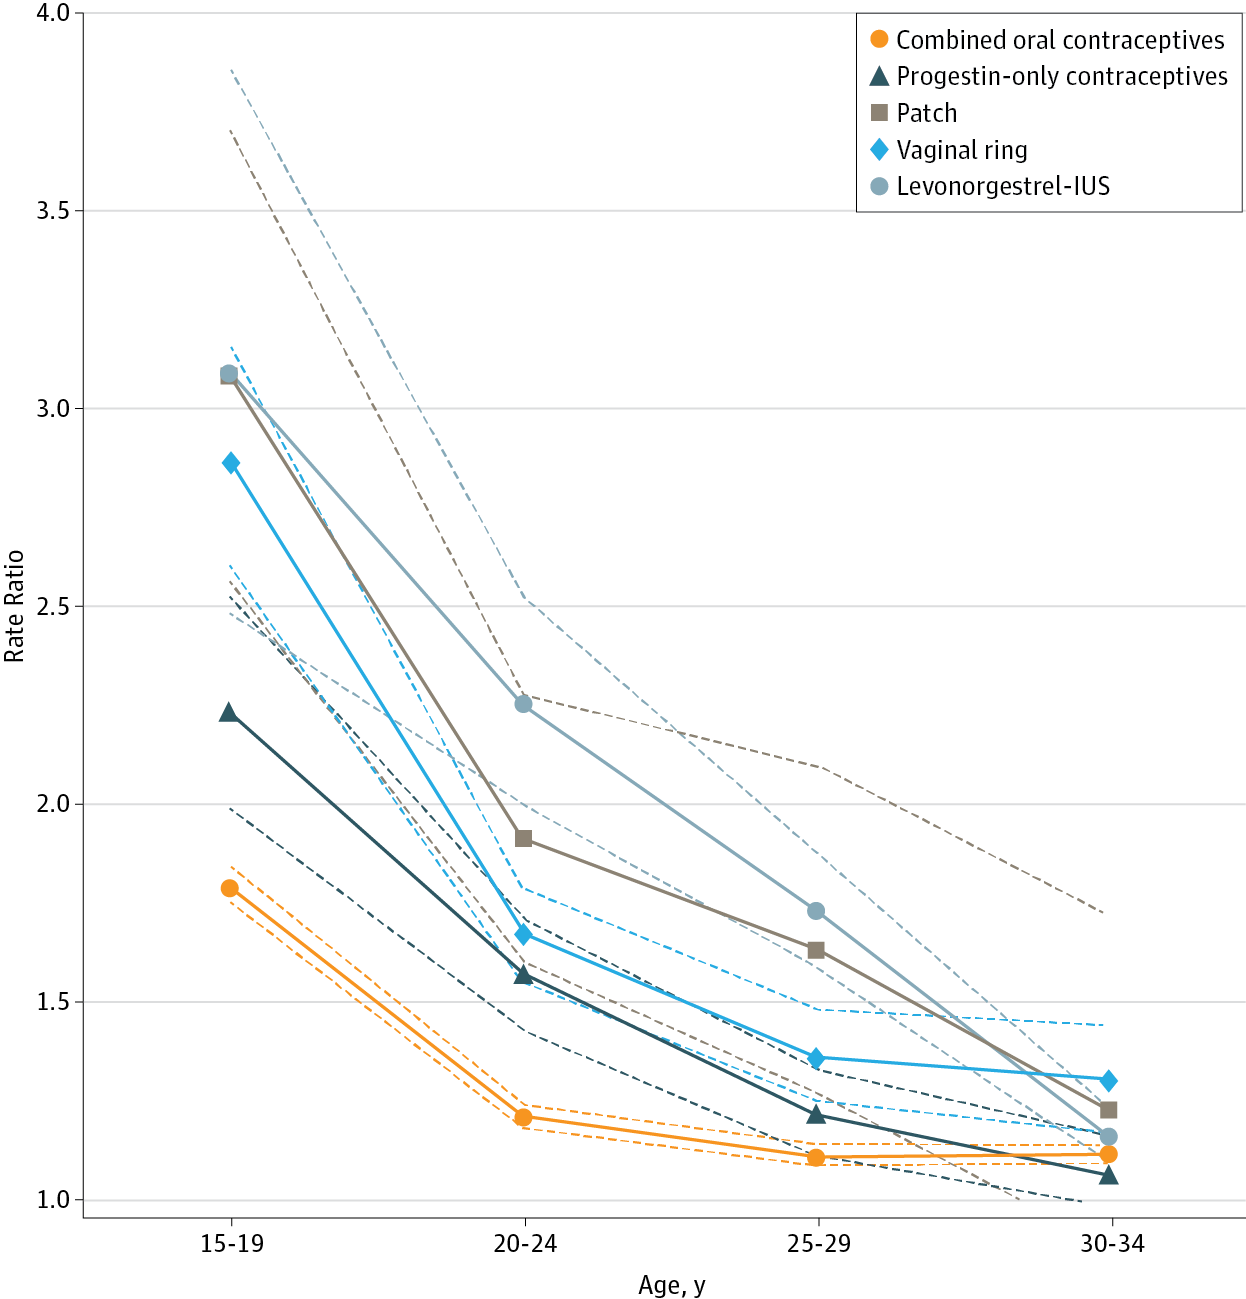 4.0
3.5
3.0
2.5
2.0
1.5
1.0
Rate Ratio
Combined oral contraceptives
Progestin-only contraceptives
Patch
Vaginal ring
Levonorgestrel-IUS
15-19
20-24
25-29
30-34
Age, y